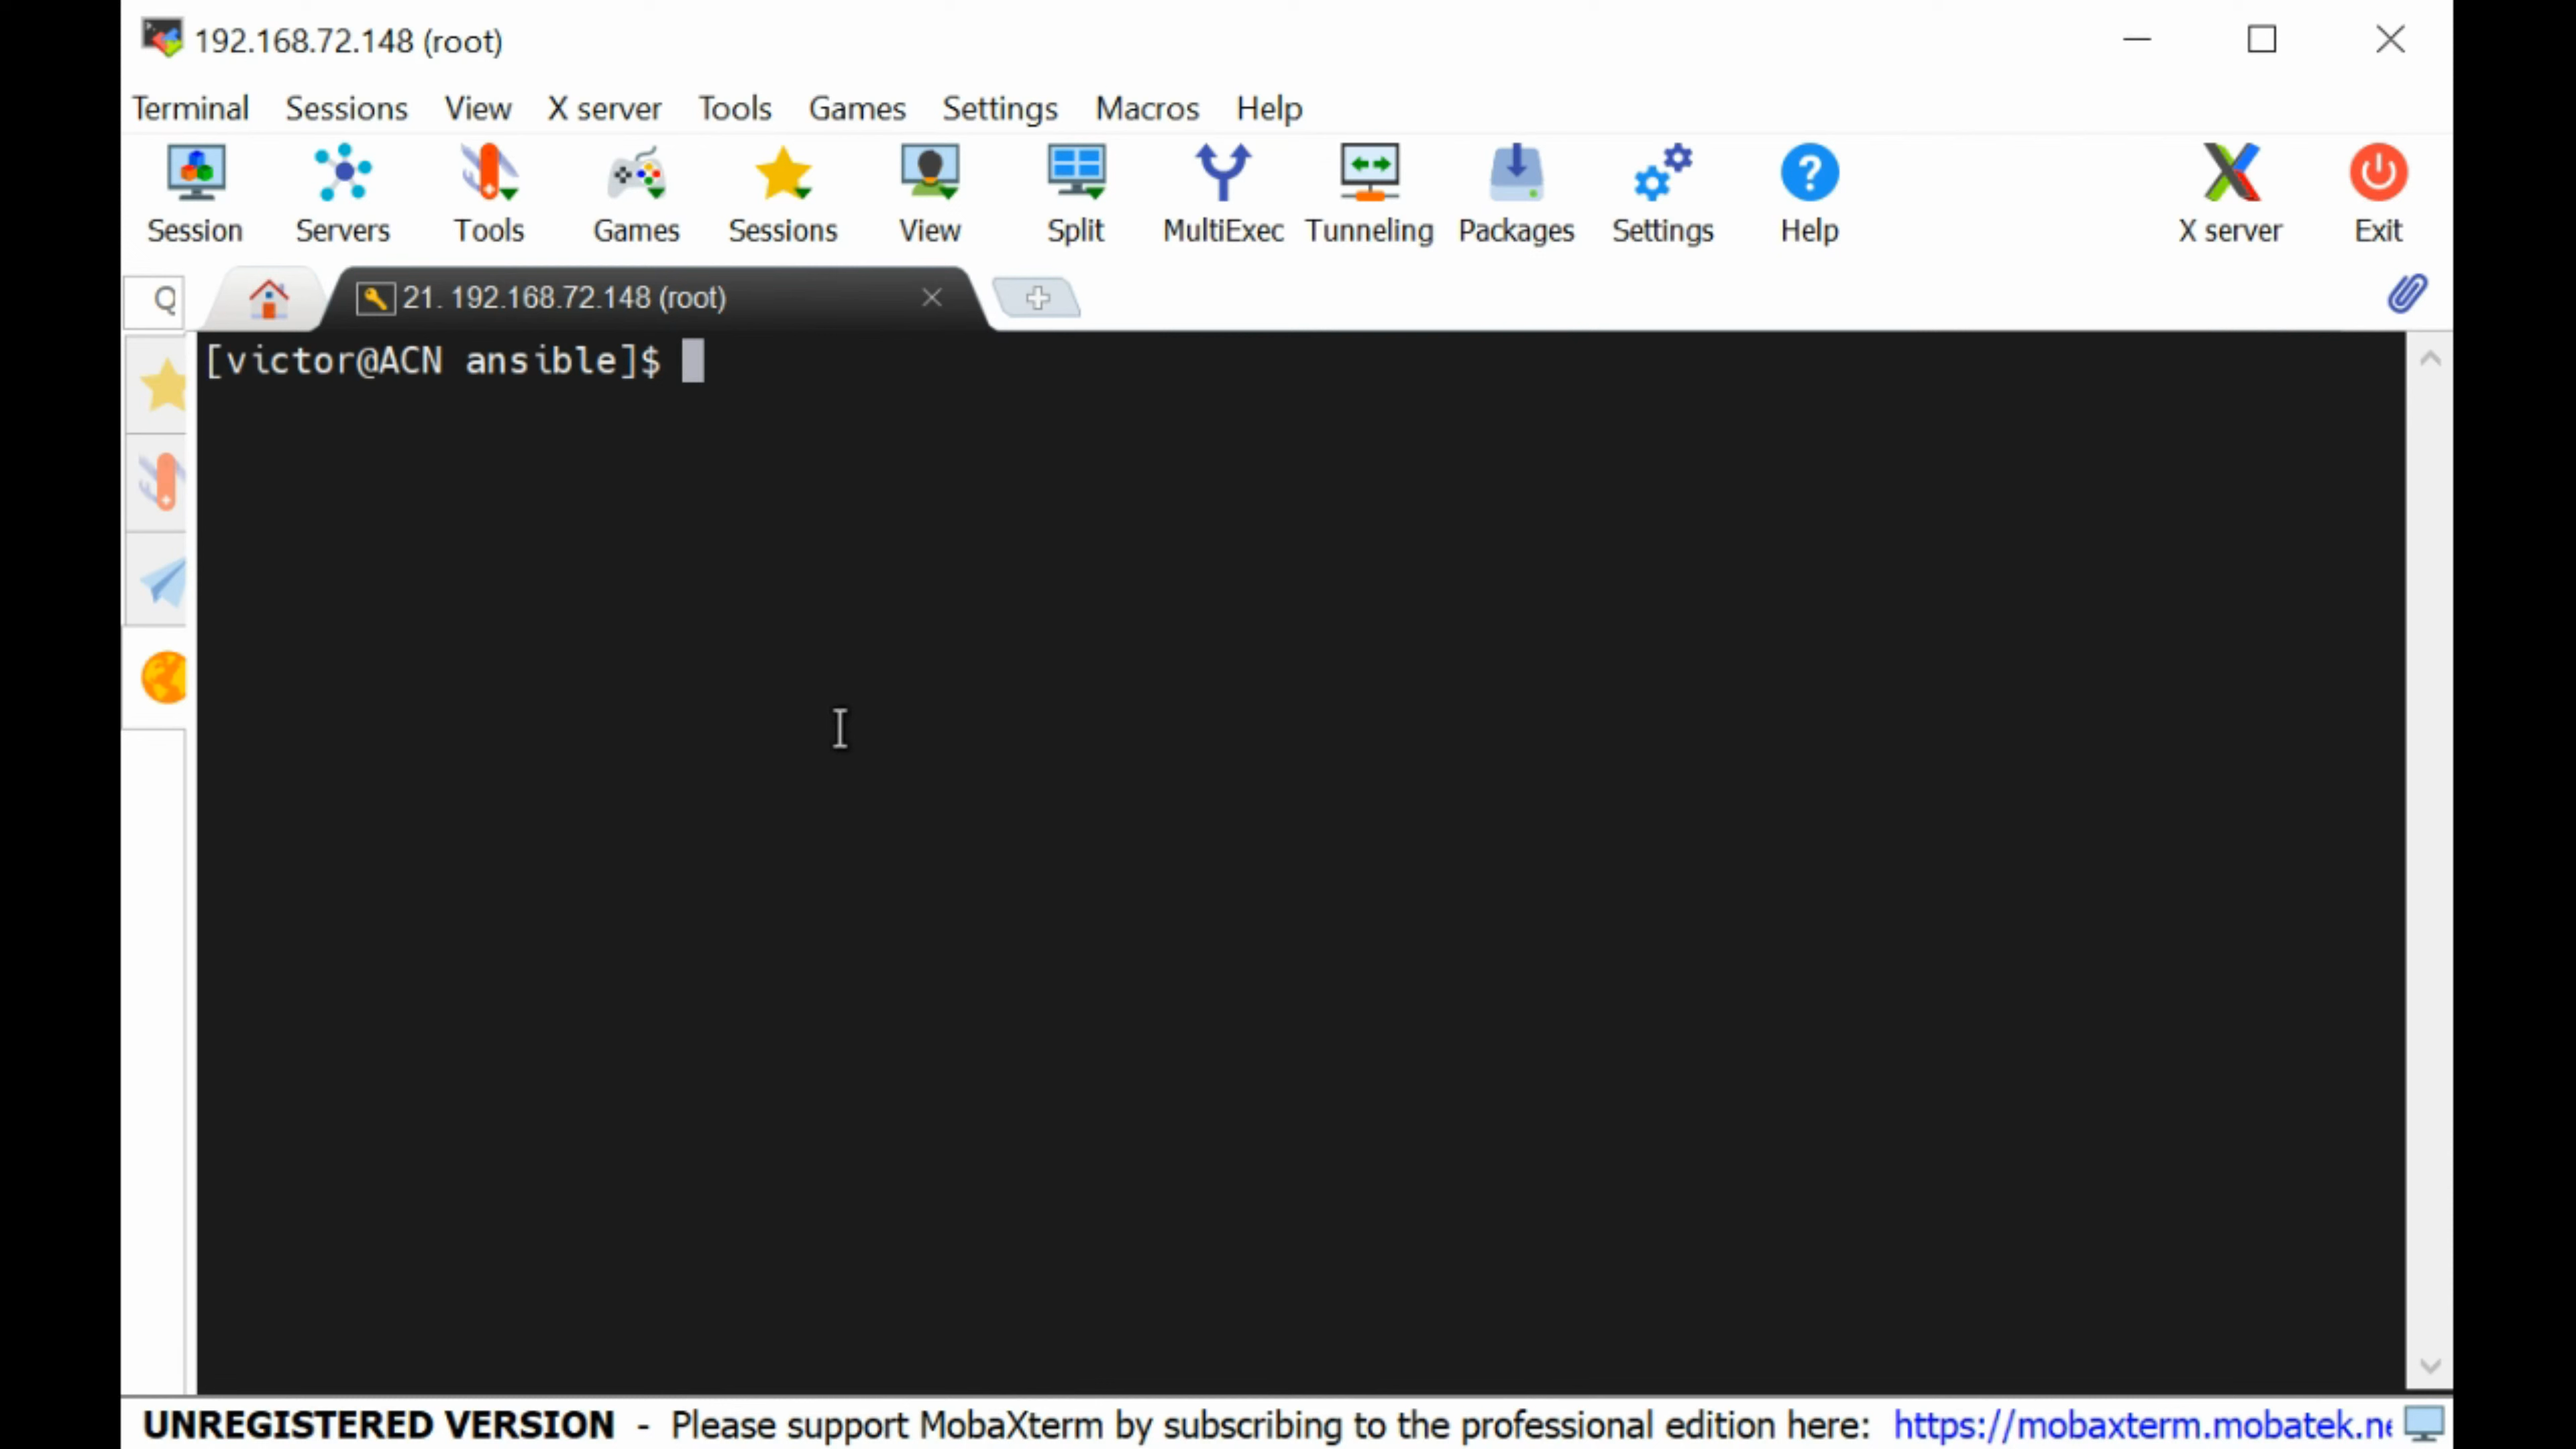 192.168.72.148 (root)
Terminal Sessions View X server Tools Games Settings Macros Help
Session Servers Tools Games Sessions View Split MultiExec Tunneling Packages Settings Help X server Exit
21. 192.168.72.148 (root)
[victor@ACN ansible]$
UNREGISTERED VERSION - Please support MobaXterm by subscribing to the professional edition here: https://mobaxterm.mobatek.ne